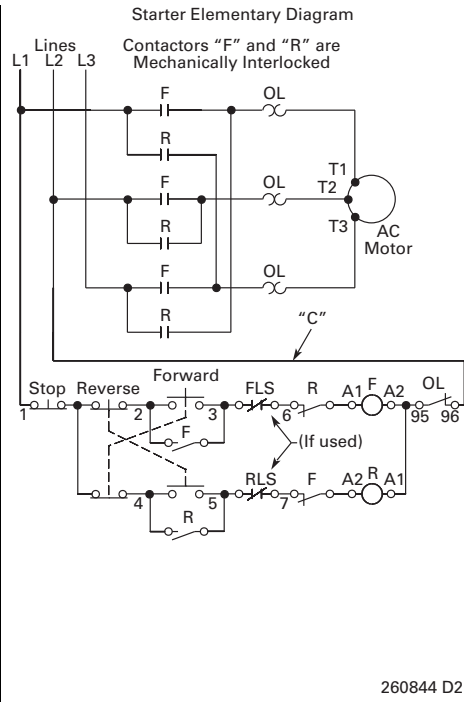 Starter Elementary Diagram
Lines
Contactors “F” and “R” are
L1 L2 L3
Mechanically Interlocked
F OL
R
T1
F OL T2
R
T3
AC
Motor
F OL
R
“C”
Forward
Stop Reverse FLS R A1 F A2 OL
1 2 3 6 95 96
F
(If used)
RLS F A2 R A1
4 5 7
R
260844 D2